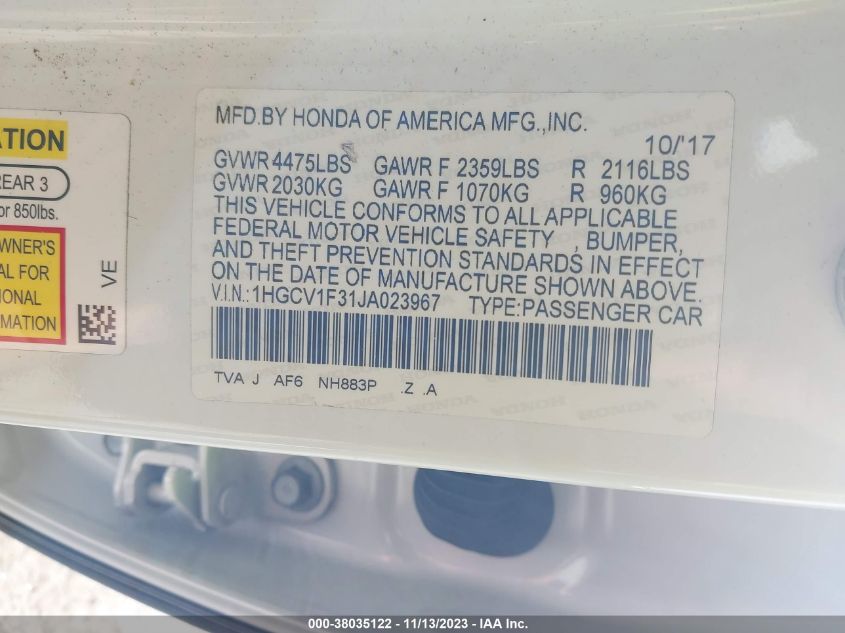 ATION
REAR 3
or 850lbs.
OWNER'S
AL FOR
IONAL
RMATION
VE
MFD.BY HONDA OF AMERICA MFG.,INC.
10/'17
GVWR 4475LBS GAWR F 2359LBS R 2116LBS
GVWR 2030KG GAWR F 1070KG R 960KG
THIS VEHICLE CONFORMS TO ALL APPLICABLE
FEDERAL MOTOR VEHICLE SAFETY , BUMPER,
AND THEFT PREVENTION STANDARDS IN EFFECT
ON THE DATE OF MANUFACTURE SHOWN ABOVE.
V.I.N.:1HGCV1F31JA023967 TYPE:PASSENGER CAR
TVA J AF6 NH883P .Z .A
000-38035122 - 11/13/2023 - IAA Inc.